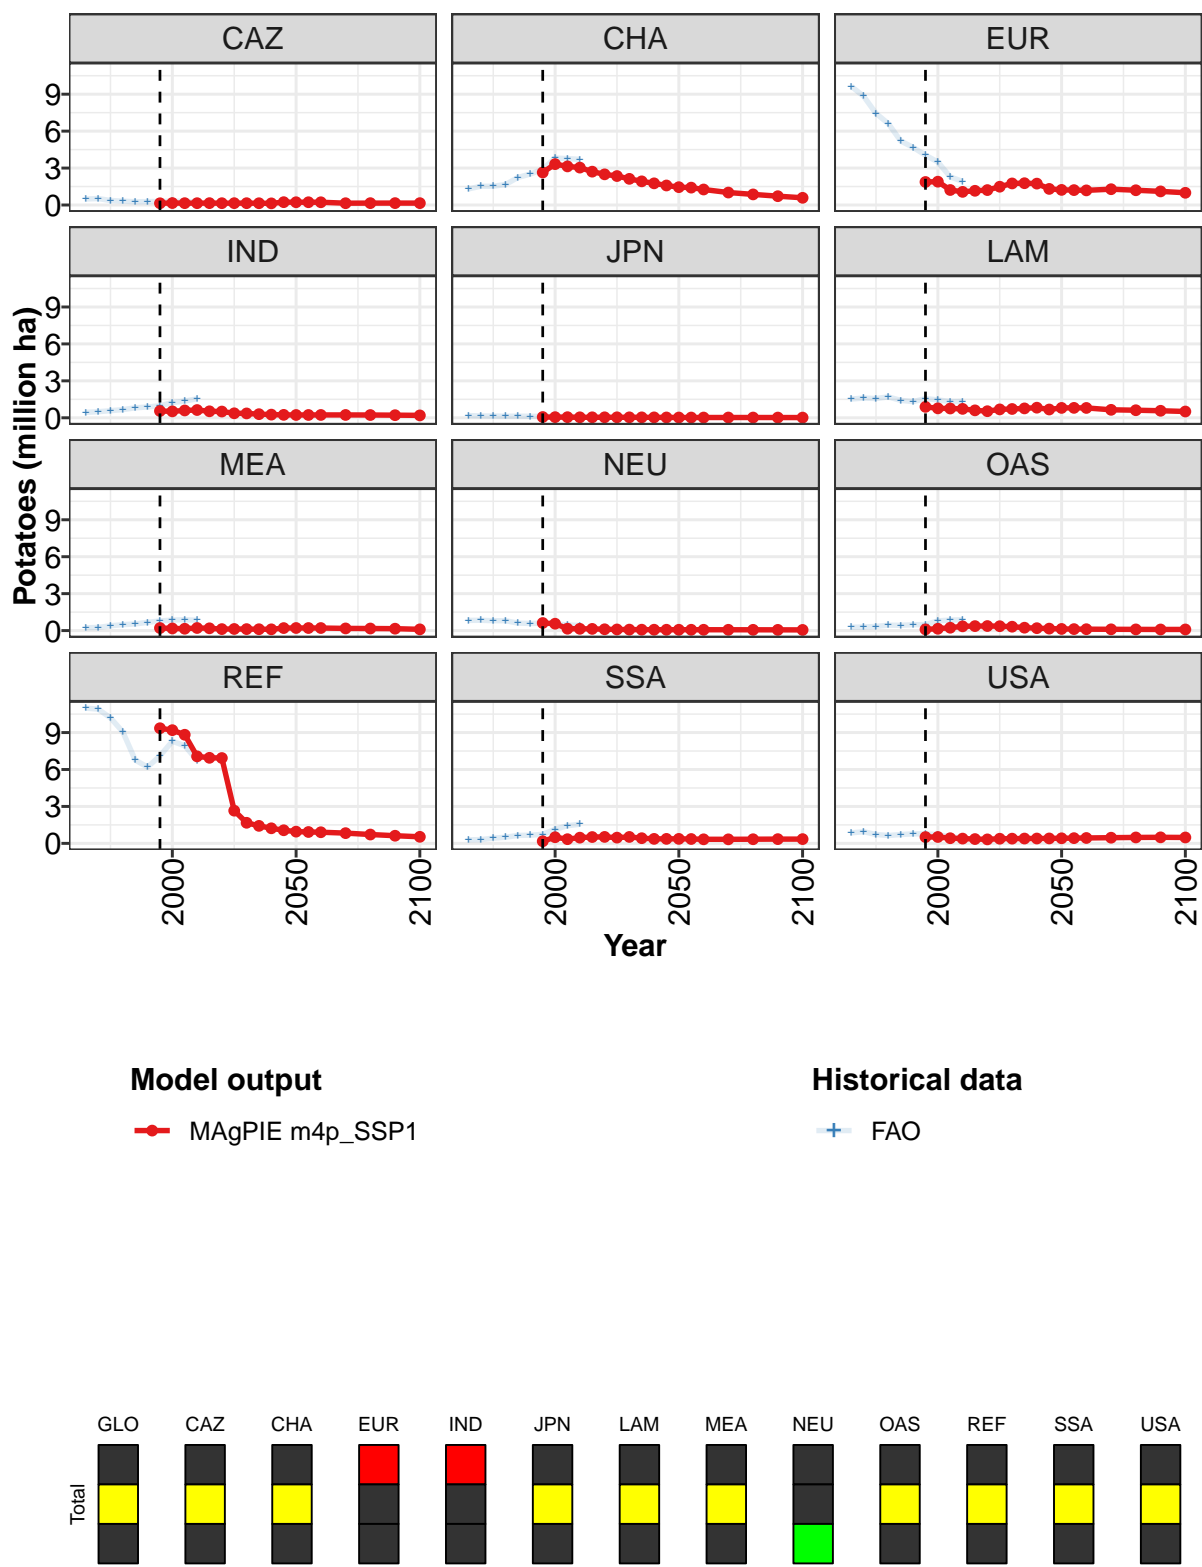 CAZ CHA EUR
9
6
3
0
IND JPN LAM
9
6
3
0
MEA NEU OAS
9
6
3
0
REF SSA USA
9
6
3
0
Potatoes (million ha)
2000 2050 2100 2000 2050 2100 2000 2050 2100
Year
Model output Historical data
MAgPIE m4p_SSP1 FAO
GLO CAZ CHA EUR IND JPN LAM MEA NEU OAS REF SSA USA
Total